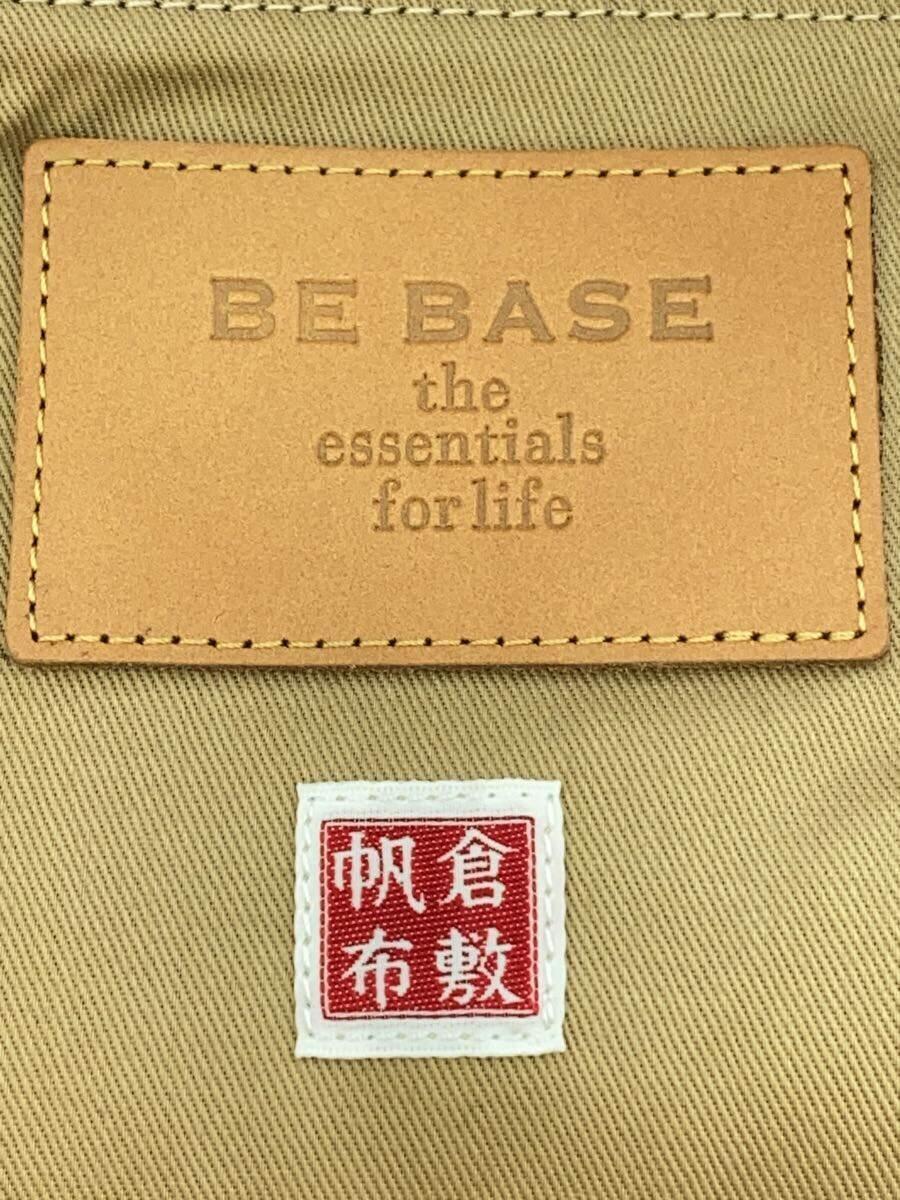 BE BASE
the
essentials
for life
倉敷
帆布